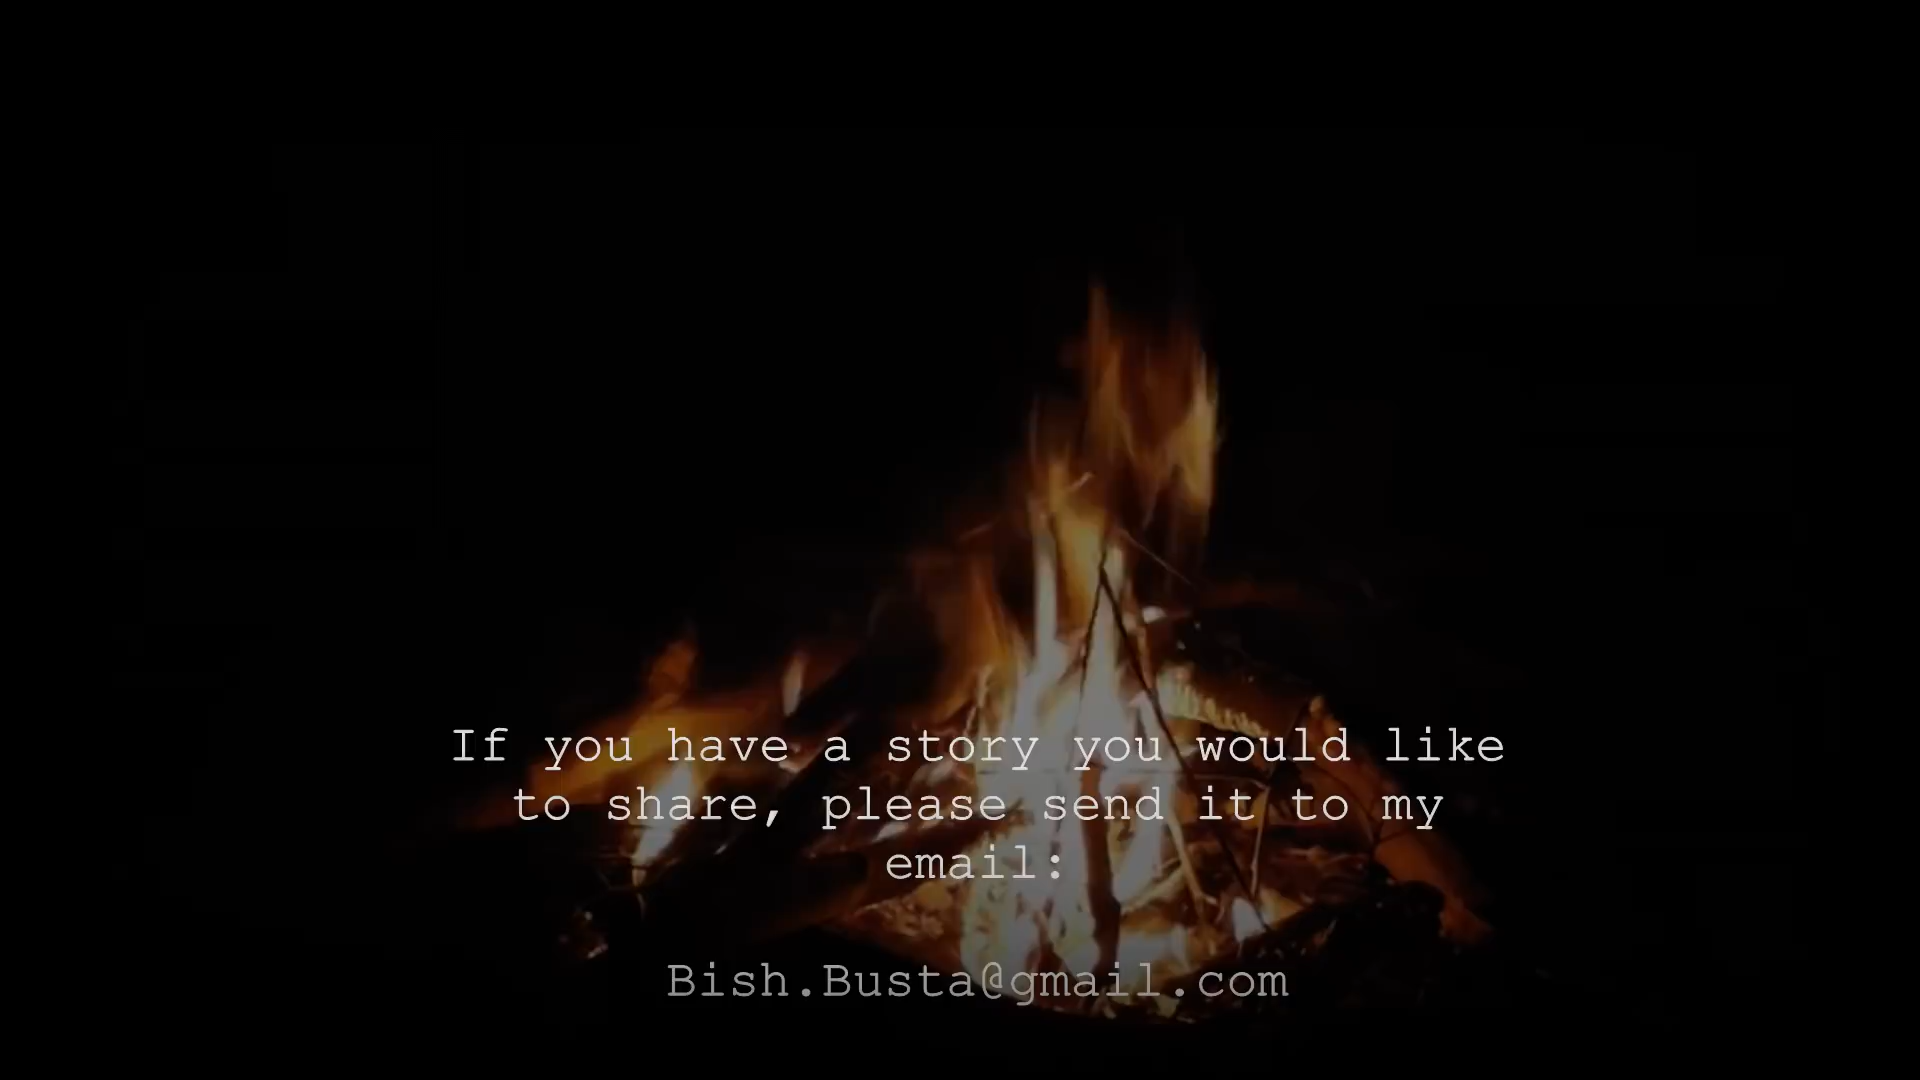 If you have a story you would like
to share, please send it to my
email:
Bish.Busta@gmail.com